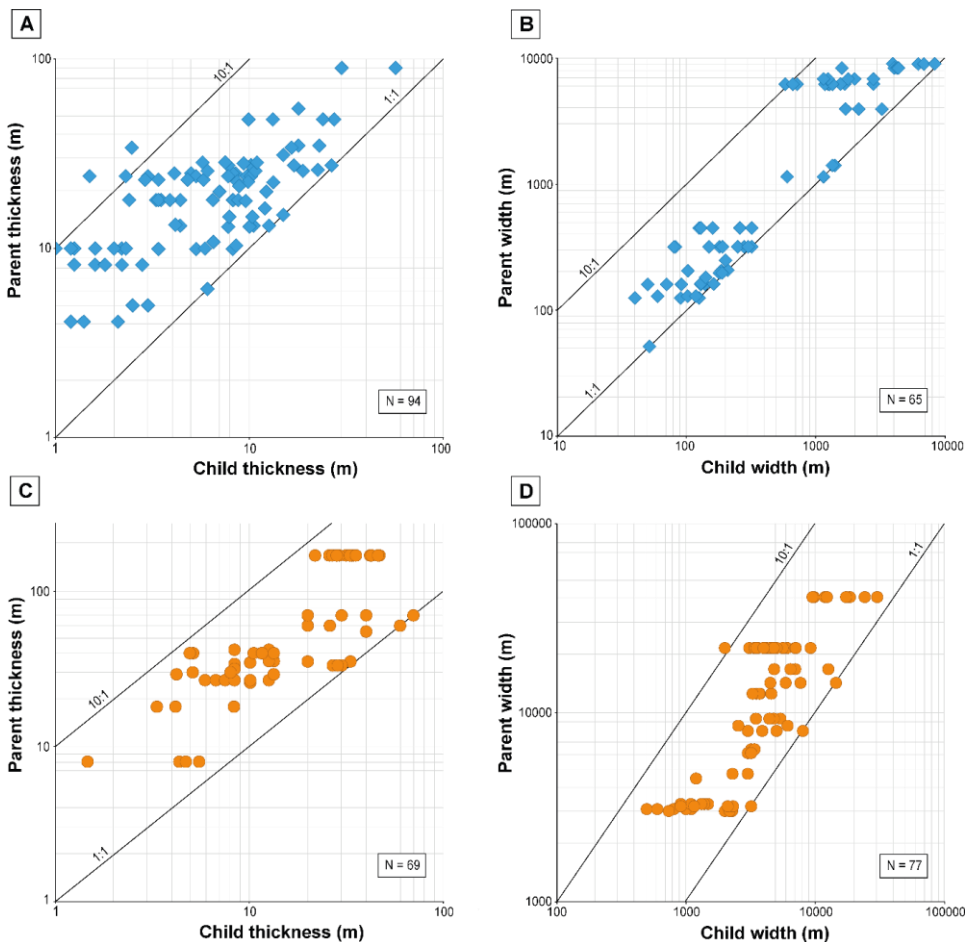 A
100
10
1
Parent thickness (m)
10:1
1:1
N = 94
1
10
100
Child thickness (m)
B
10000
1000
100
10
Parent width (m)
10:1
1:1
N = 65
10
100
1000
10000
Child width (m)
C
100
10
1
Parent thickness (m)
10:1
1:1
N = 69
1
10
100
Child thickness (m)
D
100000
10000
1000
Parent width (m)
10:1
1:1
N = 77
100
1000
10000
100000
Child width (m)